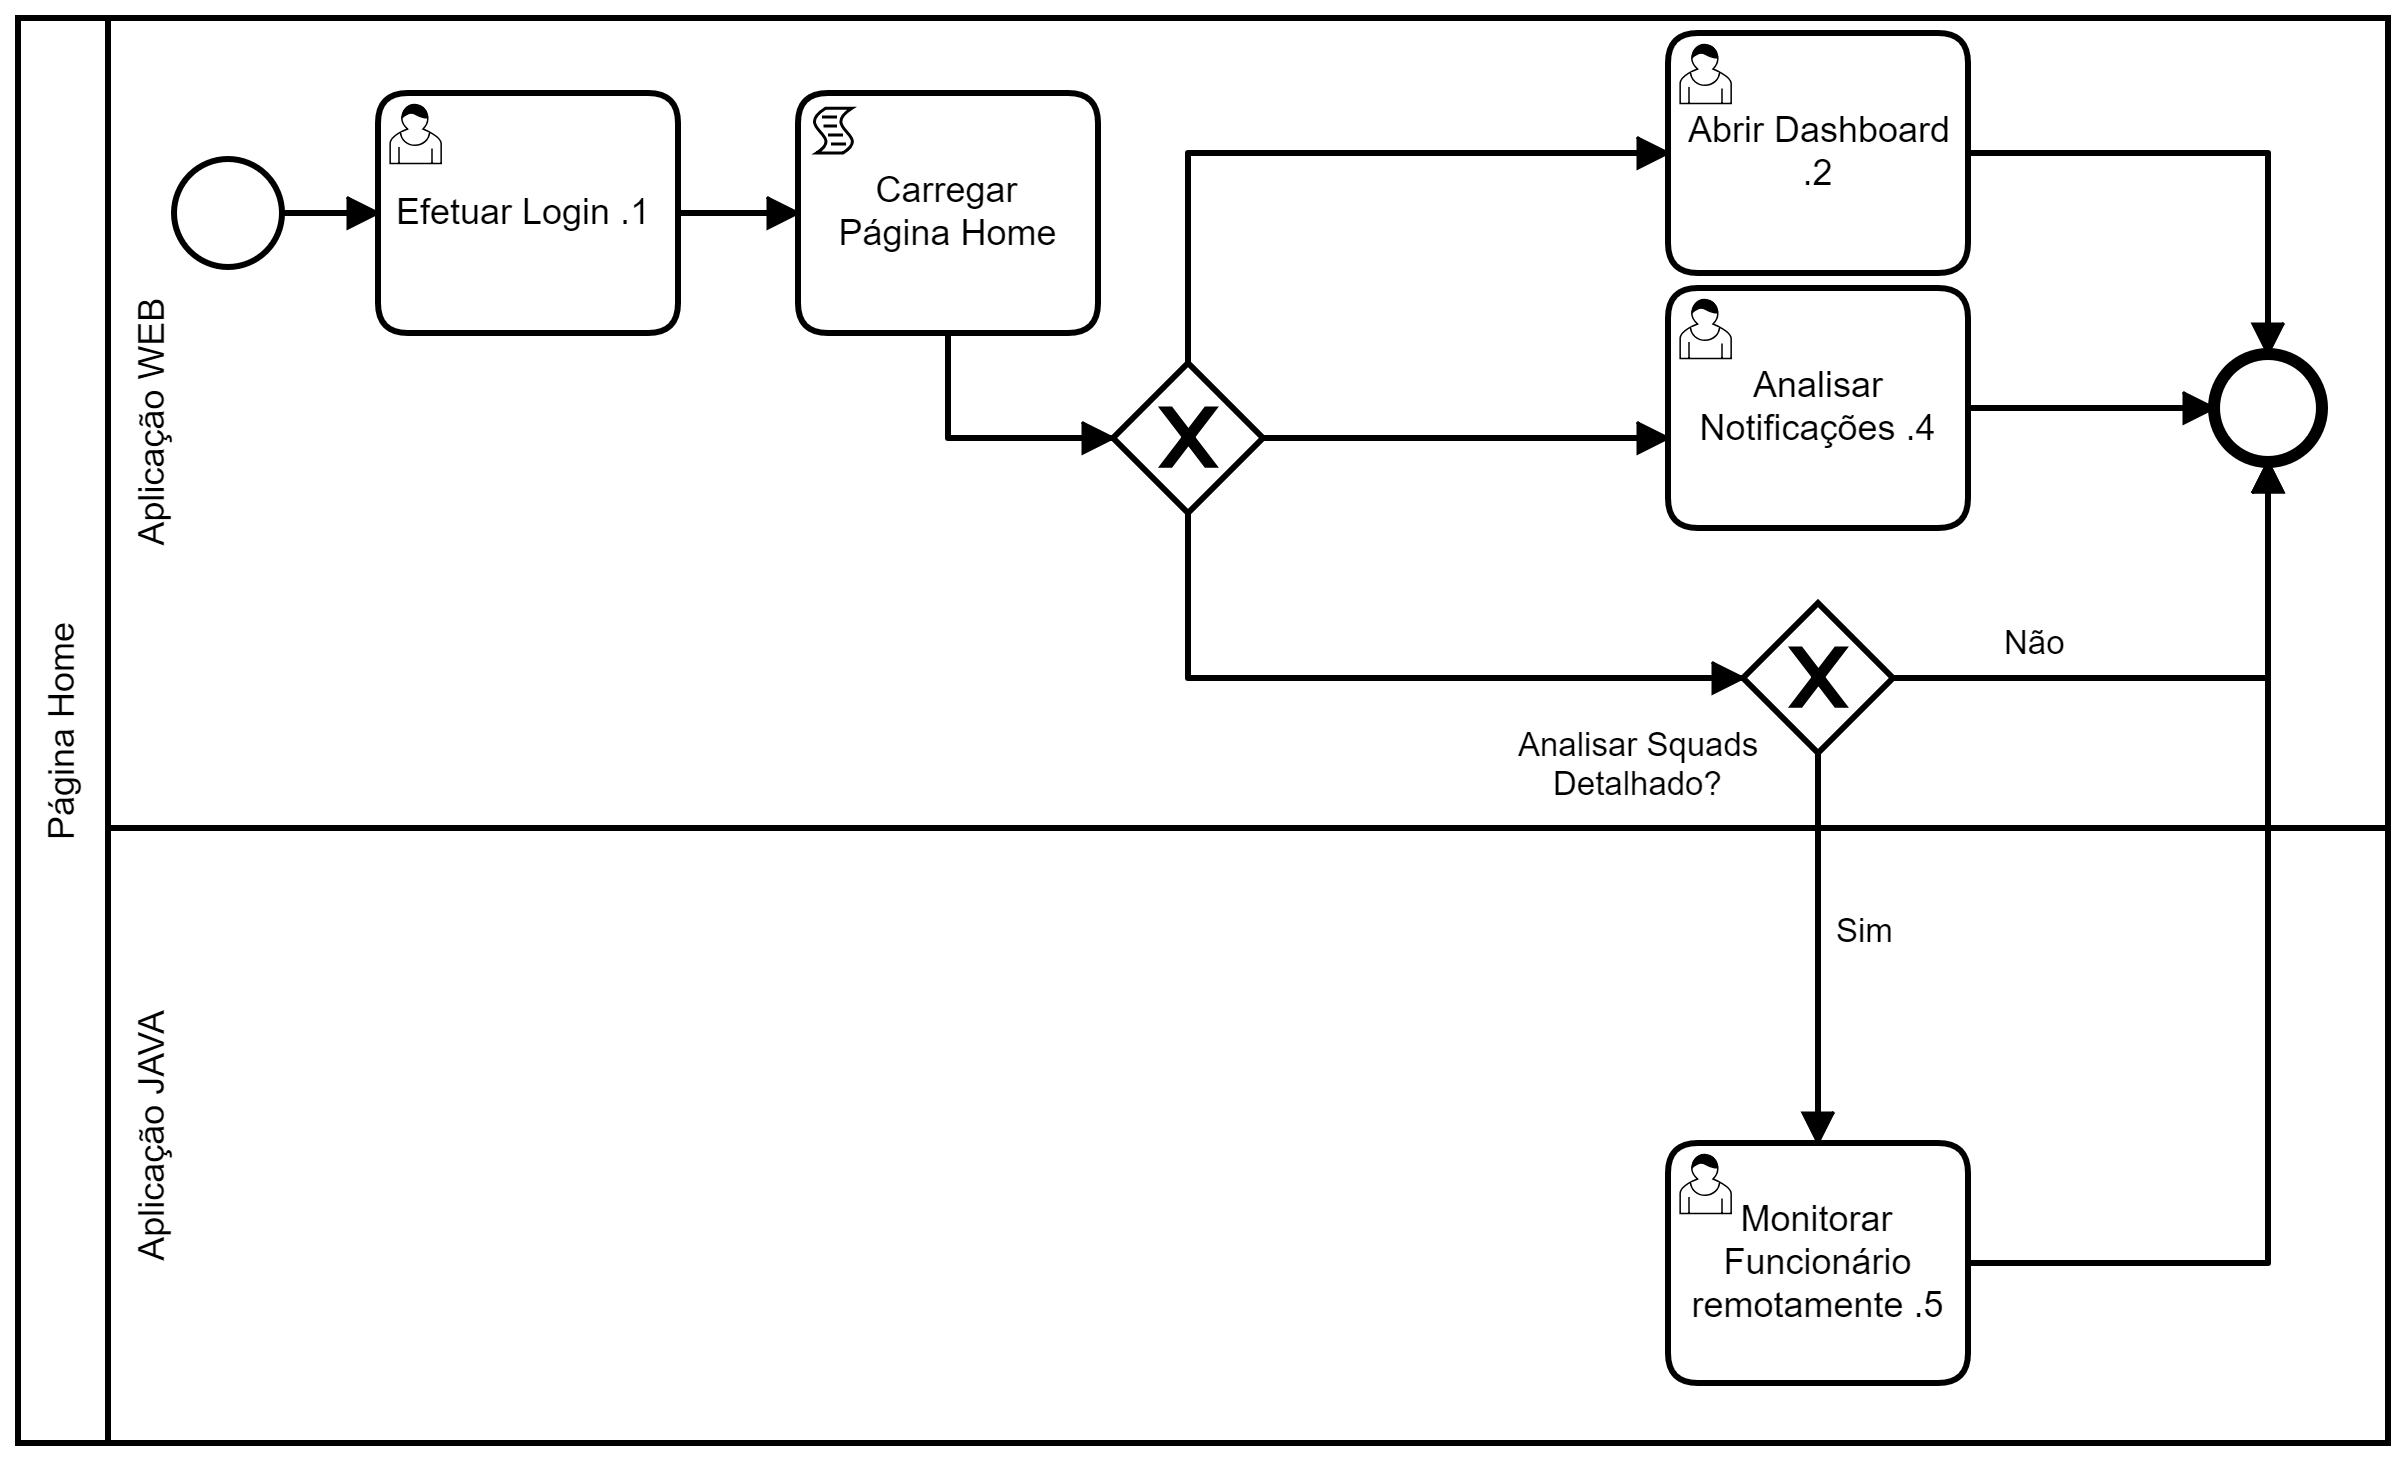 Página Home
Aplicação WEB
Efetuar Login .1
Carregar
Página Home
Abrir Dashboard
.2
Analisar
Notificações .4
X
X
Não
Analisar Squads
Detalhado?
Aplicação JAVA
Sim
Monitorar
Funcionário
remotamente .5